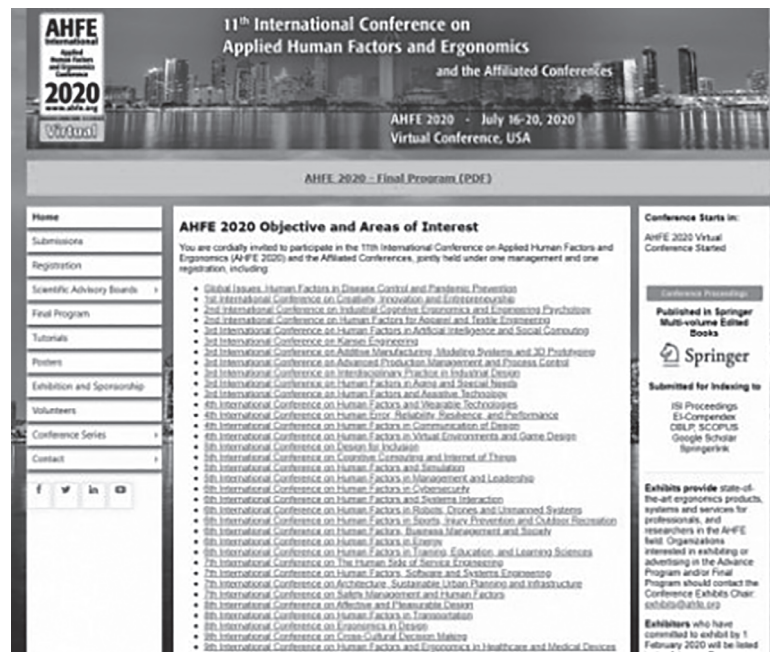 AHFE
International
Applied
Human Factors
and Ergonomics
Conference
2020
www.ahfe.org
Virtual
11th International Conference on
Applied Human Factors and Ergonomics
and the Affiliated Conferences
AHFE 2020 - July 16-20, 2020
Virtual Conference, USA
AHFE 2020 - Final Program (PDF)
Home
Submissions
Registration
Scientific Advisory Boards
Final Program
Tutorials
Posters
Exhibition and Sponsorship
Volunteers
Conference Series
Contact
AHFE 2020 Objective and Areas of Interest
You are cordially invited to participate in the 11th International Conference on Applied Human Factors and
Ergonomics (AHFE 2020) and the Affiliated Conferences, jointly held under one management and one
registration, including:
Global Issues: Human Factors in Disease Control and Pandemic Prevention
1st International Conference on Creativity, Innovation and Entrepreneurship
2nd International Conference on Industrial Cognitive Ergonomics and Engineering Psychology
2nd International Conference on Human Factors for Apparel and Textile Engineering
3rd International Conference on Human Factors in Artificial Intelligence and Social Computing
3rd International Conference on Kansei Engineering
3rd International Conference on Additive Manufacturing, Modeling Systems and 3D Prototyping
3rd International Conference on Advanced Production Management and Process Control
3rd International Conference on Interdisciplinary Practice in Industrial Design
3rd International Conference on Human Factors in Aging and Special Needs
3rd International Conference on Human Factors and Assistive Technology
4th International Conference on Human Factors and Wearable Technologies
4th International Conference on Human Error, Reliability, Resilience, and Performance
4th International Conference on Human Factors in Communication of Design
4th International Conference on Human Factors in Virtual Environments and Game Design
5th International Conference on Design for Inclusion
5th International Conference on Cognitive Computing and Internet of Things
5th International Conference on Human Factors and Simulation
5th International Conference on Human Factors in Management and Leadership
6th International Conference on Human Factors in Cybersecurity
6th International Conference on Human Factors and Systems Interaction
6th International Conference on Human Factors in Robots, Drones and Unmanned Systems
6th International Conference on Human Factors in Sports, Injury Prevention and Outdoor Recreation
6th International Conference on Human Factors, Business Management and Society
6th International Conference on Human Factors in Energy
6th International Conference on Human Factors in Training, Education, and Learning Sciences
7th International Conference on The Human Side of Service Engineering
7th International Conference on Human Factors, Software and Systems Engineering
7th International Conference on Architecture, Sustainable Urban Planning and Infrastructure
7th International Conference on Safety Management and Human Factors
8th International Conference on Affective and Pleasurable Design
8th International Conference on Human Factors in Transportation
8th International Conference on Ergonomics in Design
9th International Conference on Cross-Cultural Decision Making
9th International Conference on Human Factors and Ergonomics in Healthcare and Medical Devices
Conference Starts in:
AHFE 2020 Virtual
Conference Started
Conference Proceedings
Published in Springer
Multi-volume Edited
Books
Springer
Submitted for Indexing to
ISI Proceedings
EI-Compendex
DBLP, SCOPUS
Google Scholar
Springerlink
Exhibits provide state-of-
the-art ergonomics products,
systems and services for
professionals, and
researchers in the AHFE
field. Organizations
interested in exhibiting or
advertising in the Advance
Program and/or Final
Program should contact the
Conference Exhibits Chair:
exhibits@ahfe.org
Exhibitors who have
committed to exhibit by 1
February 2020 will be listed